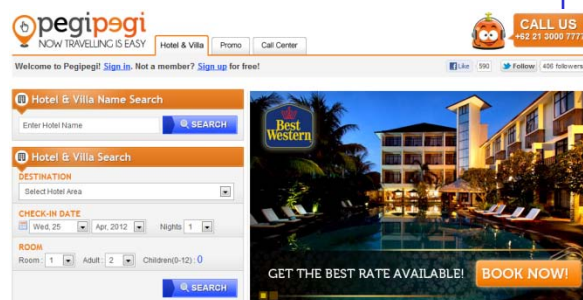 pegipegi
NOW TRAVELLING IS EASY
Hotel & Villa
Promo
Call Center
CALL US
+62 21 3000 7777
Welcome to Pegipegi! Sign in. Not a member? Sign up for free!
Like 590
Follow 406 followers
Hotel & Villa Name Search
Enter Hotel Name
SEARCH
Hotel & Villa Search
DESTINATION
Select Hotel Area
CHECK-IN DATE
Wed, 25 Apr, 2012 Nights 1
ROOM
Room: 1 Adult: 2 Children(0-12): 0
SEARCH
Best
Western
GET THE BEST RATE AVAILABLE!
BOOK NOW!